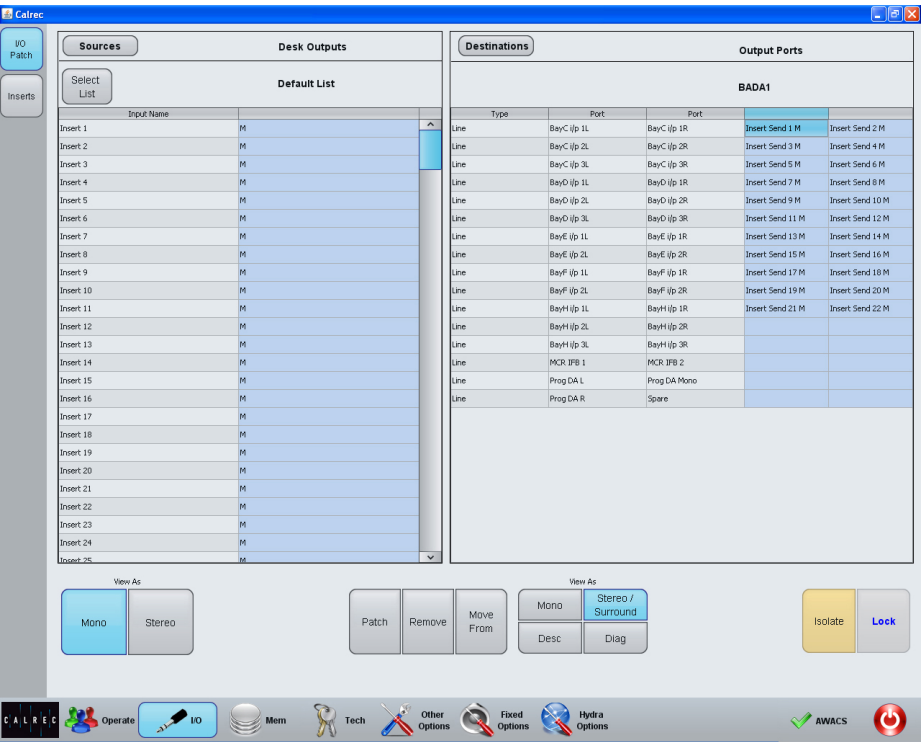 Calrec
I/O Patch
Inserts
Sources
Desk Outputs
Select List
Default List
Input Name
Insert 1 M
Insert 2 M
Insert 3 M
Insert 4 M
Insert 5 M
Insert 6 M
Insert 7 M
Insert 8 M
Insert 9 M
Insert 10 M
Insert 11 M
Insert 12 M
Insert 13 M
Insert 14 M
Insert 15 M
Insert 16 M
Insert 17 M
Insert 18 M
Insert 19 M
Insert 20 M
Insert 21 M
Insert 22 M
Insert 23 M
Insert 24 M
Insert 25 M
Destinations
Output Ports
BADA1
Type Port Port
Line BayC i/p 1L BayC i/p 1R Insert Send 1 M Insert Send 2 M
Line BayC i/p 2L BayC i/p 2R Insert Send 3 M Insert Send 4 M
Line BayC i/p 3L BayC i/p 3R Insert Send 5 M Insert Send 6 M
Line BayD i/p 1L BayD i/p 1R Insert Send 7 M Insert Send 8 M
Line BayD i/p 2L BayD i/p 2R Insert Send 9 M Insert Send 10 M
Line BayD i/p 3L BayD i/p 3R Insert Send 11 M Insert Send 12 M
Line BayE i/p 1L BayE i/p 1R Insert Send 13 M Insert Send 14 M
Line BayE i/p 2L BayE i/p 2R Insert Send 15 M Insert Send 16 M
Line BayF i/p 1L BayF i/p 1R Insert Send 17 M Insert Send 18 M
Line BayF i/p 2L BayF i/p 2R Insert Send 19 M Insert Send 20 M
Line BayH i/p 1L BayH i/p 1R Insert Send 21 M Insert Send 22 M
Line BayH i/p 2L BayH i/p 2R
Line BayH i/p 3L BayH i/p 3R
Line MCR IFB 1 MCR IFB 2
Line Prog DA L Prog DA Mono
Line Prog DA R Spare
View As
Mono
Stereo
Patch
Remove
Move From
View As
Mono
Stereo / Surround
Desc
Diag
Isolate
Lock
CALREC
Operate
I/O
Mem
Tech
Other Options
Fixed Options
Hydra Options
AWACS